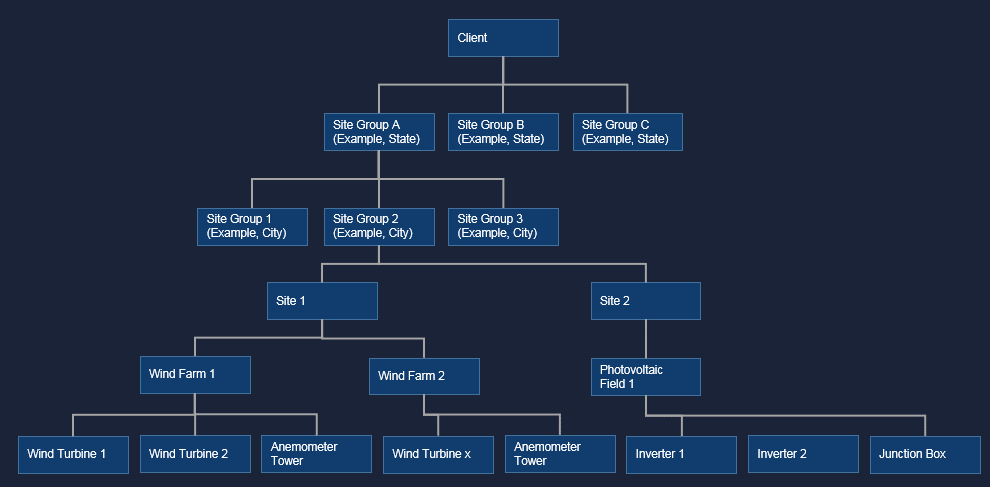 Client
Site Group A
(Example, State)
Site Group B
(Example, State)
Site Group C
(Example, State)
Site Group 1
(Example, City)
Site Group 2
(Example, City)
Site Group 3
(Example, City)
Site 1
Site 2
Wind Farm 1
Wind Farm 2
Photovoltaic
Field 1
Wind Turbine 1
Wind Turbine 2
Anemometer
Tower
Wind Turbine x
Anemometer
Tower
Inverter 1
Inverter 2
Junction Box